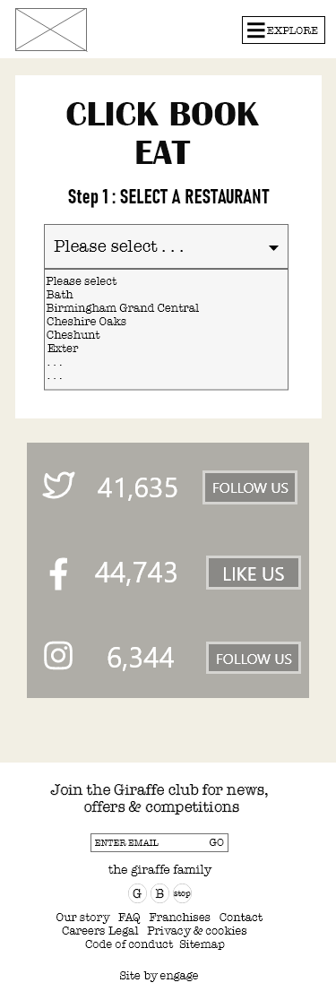 EXPLORE
CLICK BOOK
EAT
Step 1 : SELECT A RESTAURANT
Please select . . .
Please select
Bath
Birmingham Grand Central
Cheshire Oaks
Cheshunt
Exter
. . .
. . .
41,635 FOLLOW US
44,743 LIKE US
6,344 FOLLOW US
Join the Giraffe club for news,
offers & competitions
ENTER EMAIL GO
the giraffe family
G B stop
Our story FAQ Franchises Contact
Careers Legal Privacy & cookies
Code of conduct Sitemap
Site by engage